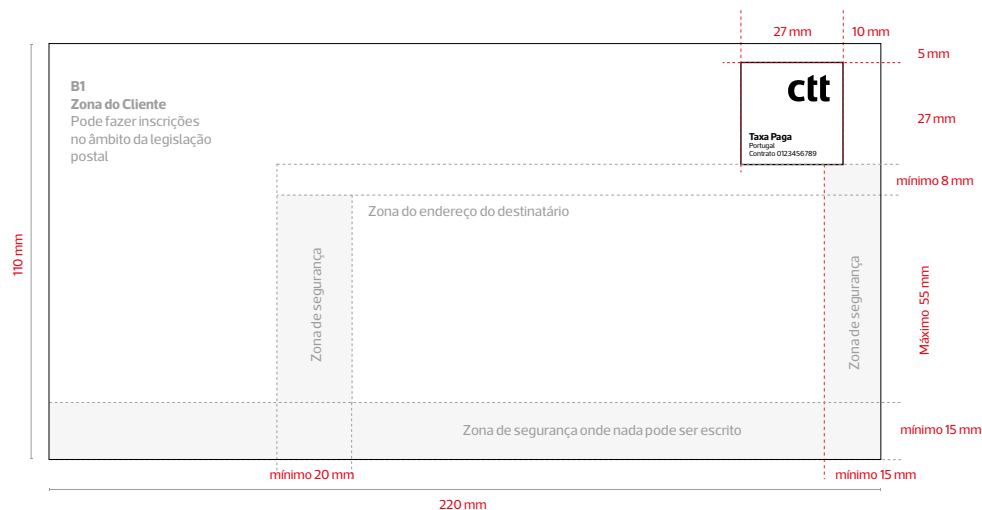 27 mm
10 mm
5 mm
B1
Zona do Cliente
Pode fazer inscrições
no âmbito da legislação
postal
ctt
27 mm
Taxa Paga
Portugal
Contrato 0123456789
mínimo 8 mm
Zona do endereço do destinatário
110 mm
Zona de segurança
Zona de segurança
Máximo 55 mm
Zona de segurança onde nada pode ser escrito
mínimo 15 mm
mínimo 20 mm
mínimo 15 mm
220 mm